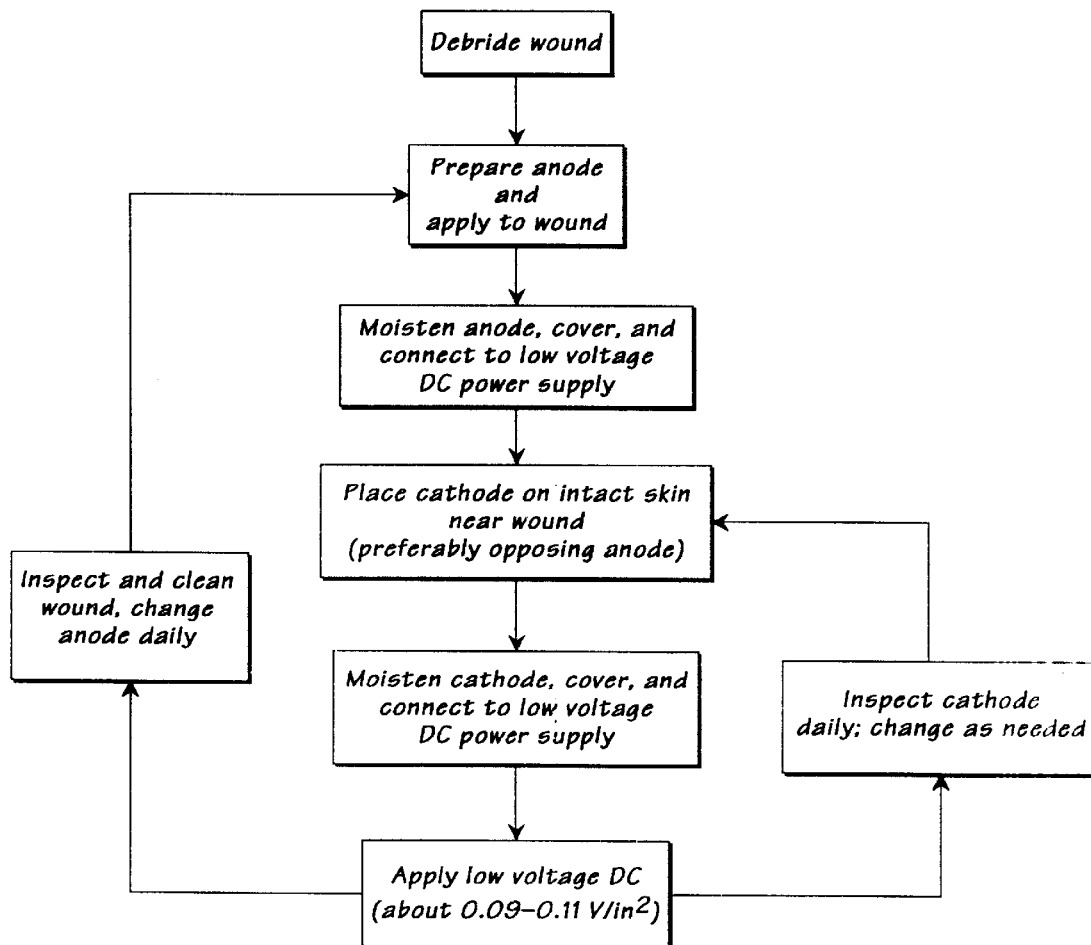 Debride wound
Prepare anode
and
apply to wound
Moisten anode, cover, and
connect to low voltage
DC power supply
Place cathode on intact skin
near wound
(preferably opposing anode)
Inspect and clean
wound, change
anode daily
Moisten cathode, cover, and
connect to low voltage
DC power supply
Inspect cathode
daily; change as needed
Apply low voltage DC
(about 0.09–0.11 V/in²)